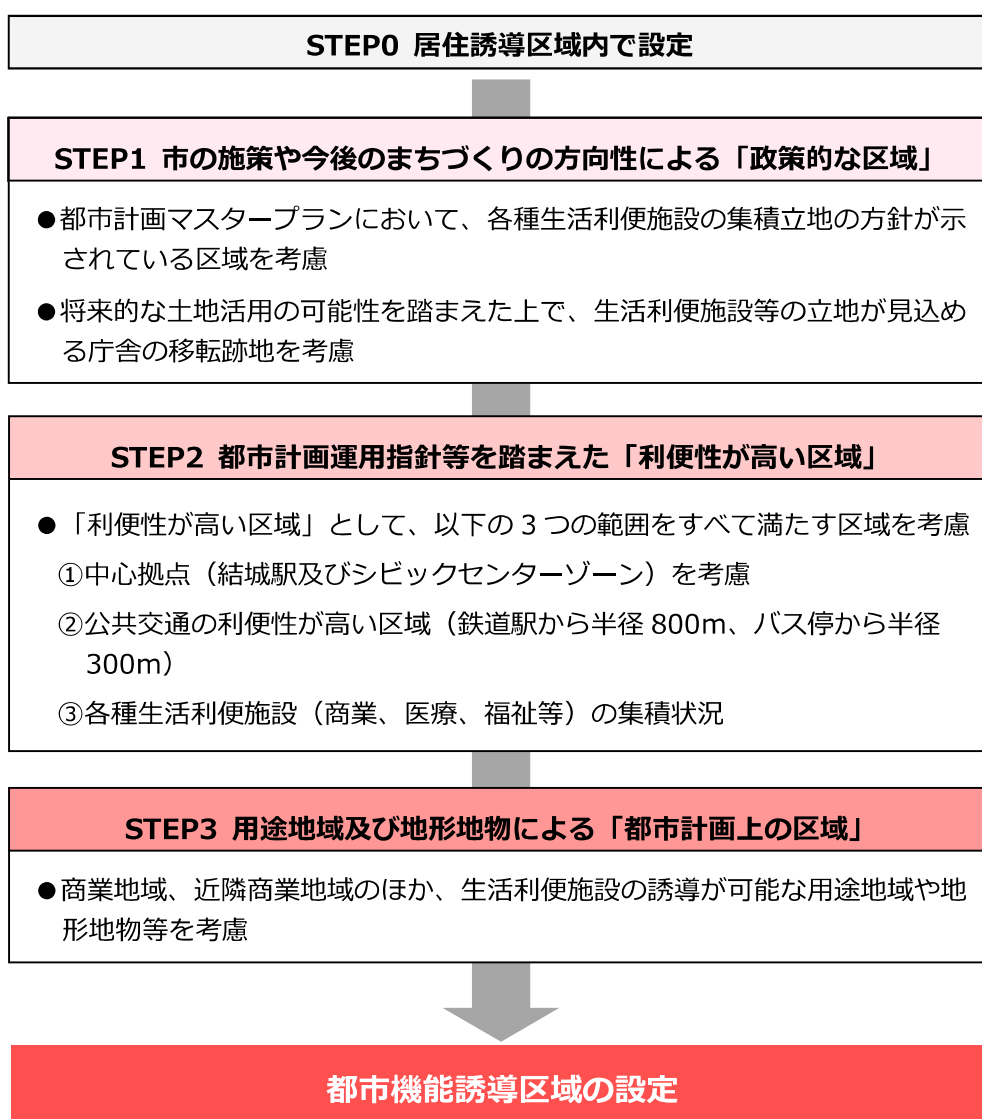 STEP0 居住誘導区域内で設定
STEP1 市の施策や今後のまちづくりの方向性による「政策的な区域」
●都市計画マスタープランにおいて、各種生活利便施設の集積立地の方針が示
されている区域を考慮
●将来的な土地活用の可能性を踏まえた上で、生活利便施設等の立地が見込め
る庁舎の移転跡地を考慮
STEP2 都市計画運用指針等を踏まえた「利便性が高い区域」
●「利便性が高い区域」として、以下の3つの範囲をすべて満たす区域を考慮
①中心拠点（結城駅及びシビックセンターゾーン）を考慮
②公共交通の利便性が高い区域（鉄道駅から半径800m、バス停から半径
300m）
③各種生活利便施設（商業、医療、福祉等）の集積状況
STEP3 用途地域及び地形地物による「都市計画上の区域」
●商業地域、近隣商業地域のほか、生活利便施設の誘導が可能な用途地域や地
形地物等を考慮
都市機能誘導区域の設定